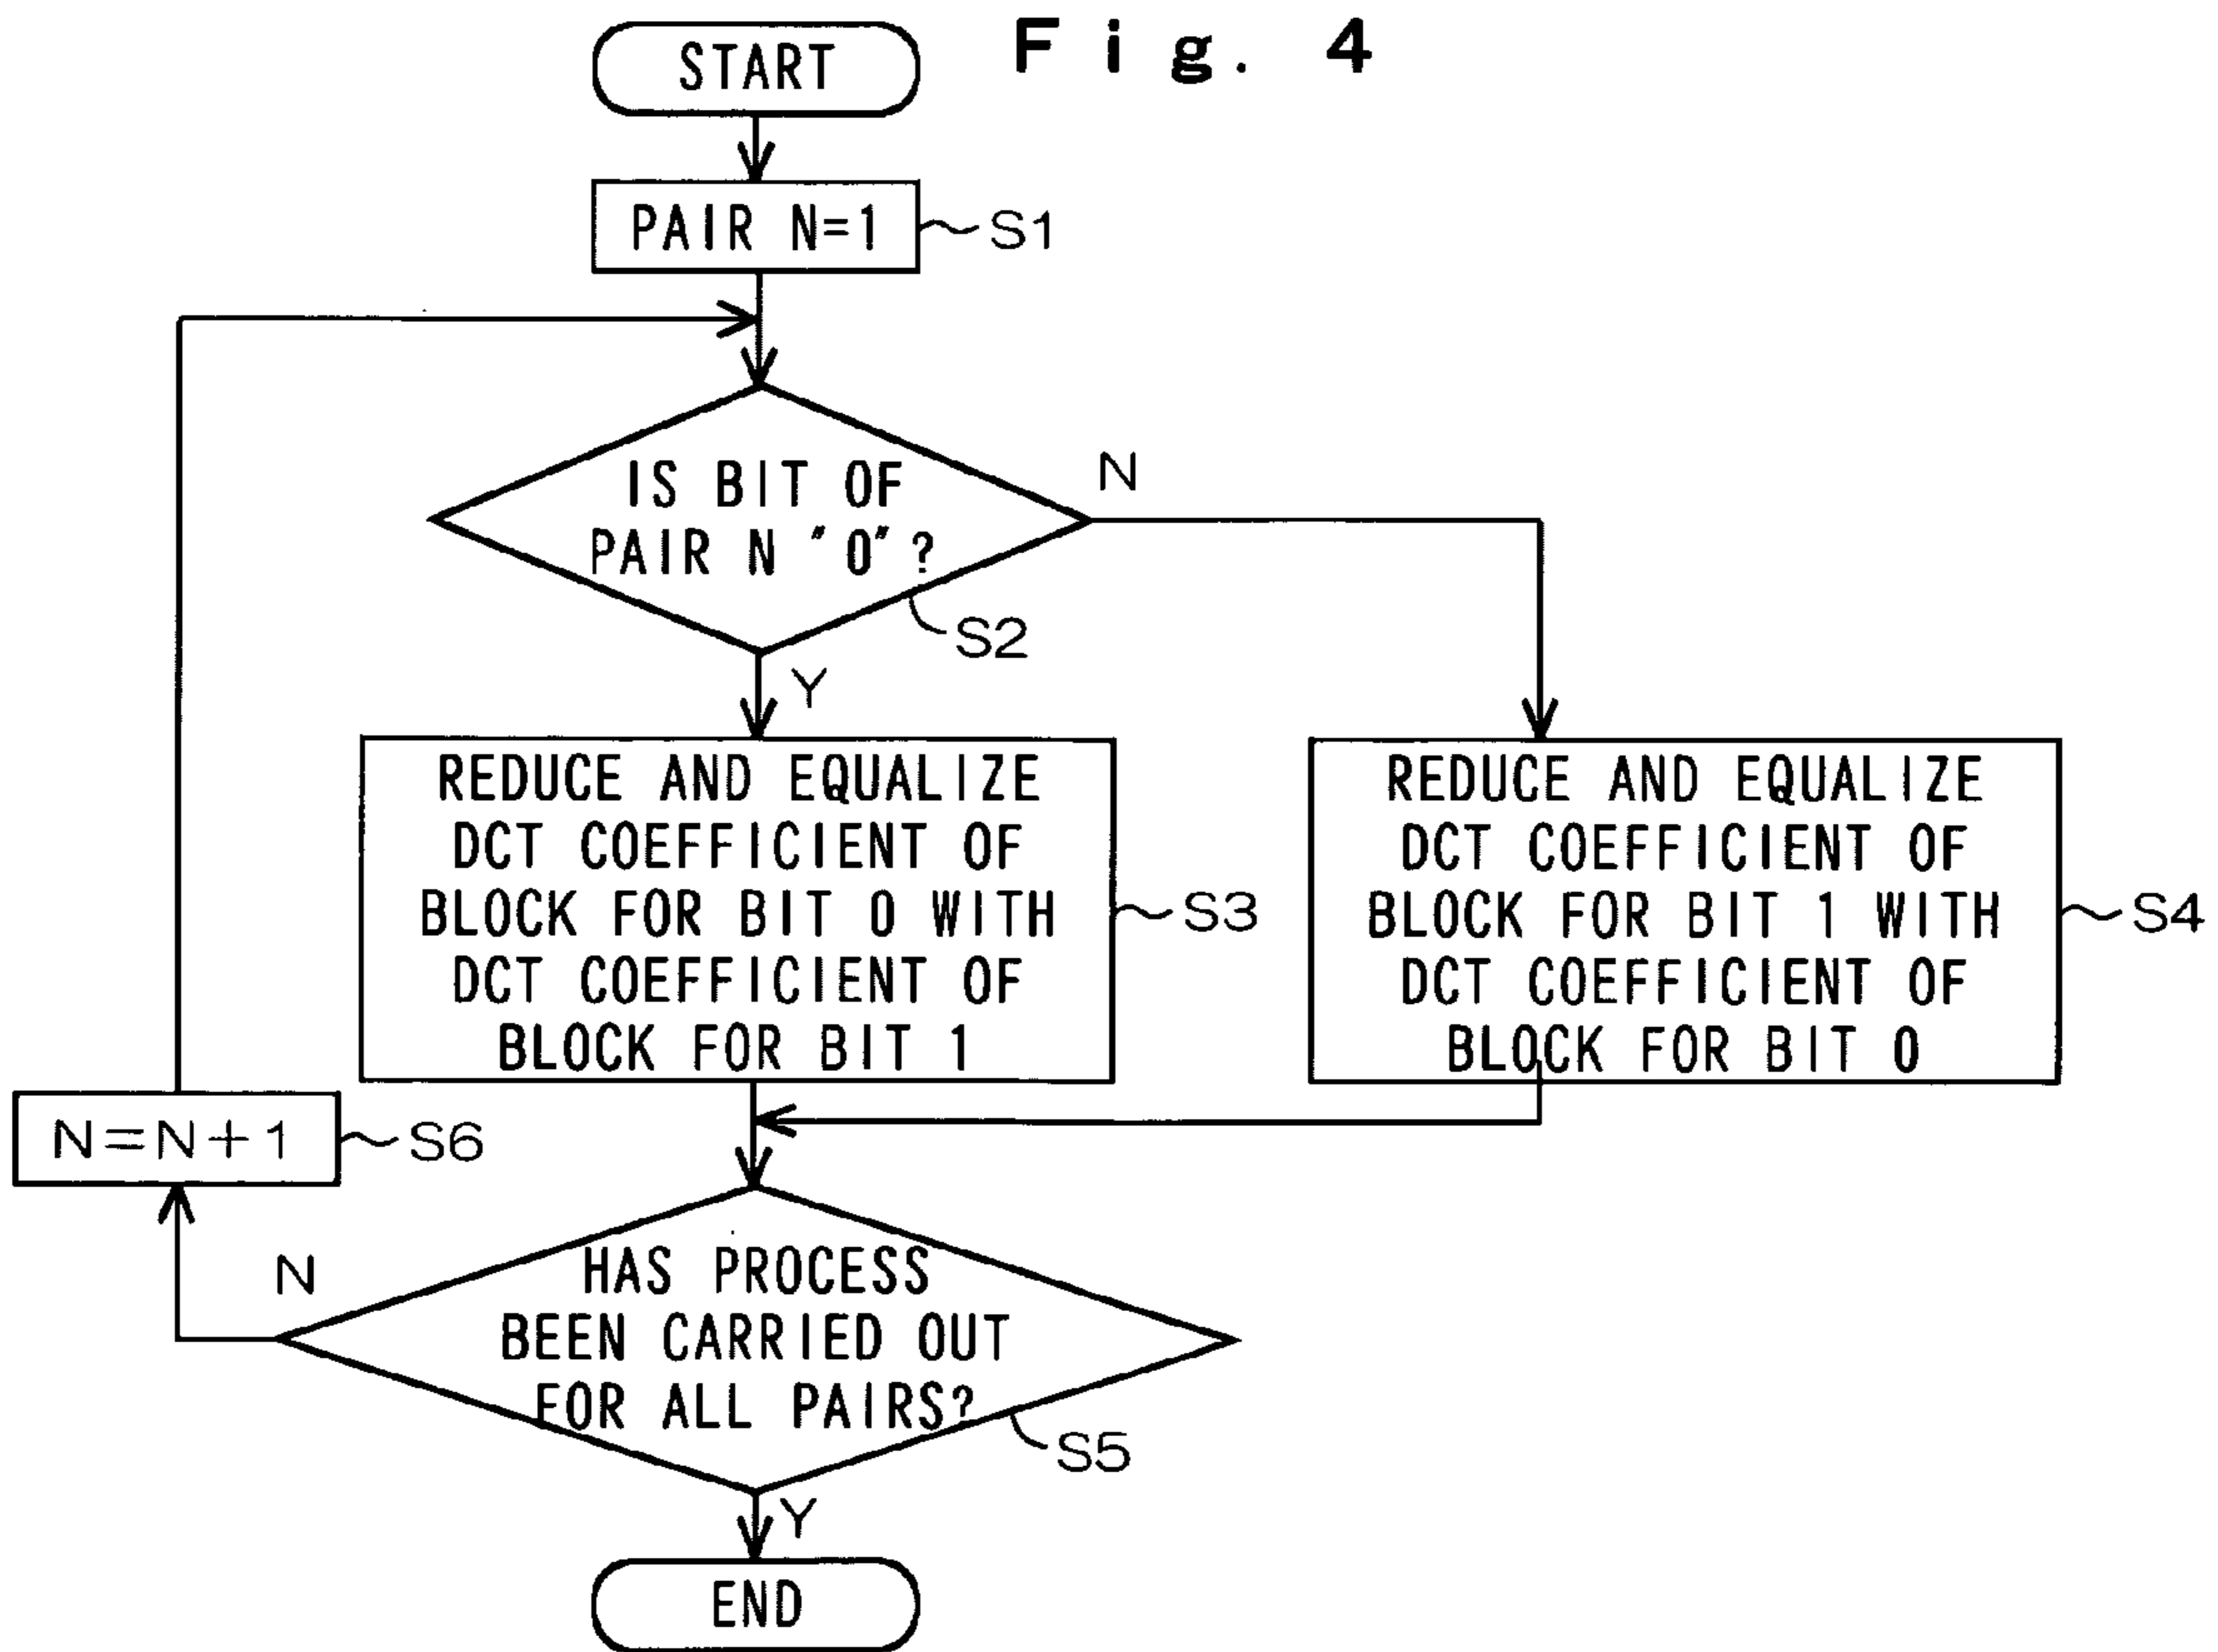 Fig. 4
START
PAIR N=1
S1
IS BIT OF
PAIR N "0"?
N
S2
Y
REDUCE AND EQUALIZE
DCT COEFFICIENT OF
BLOCK FOR BIT 0 WITH
DCT COEFFICIENT OF
BLOCK FOR BIT 1
S3
REDUCE AND EQUALIZE
DCT COEFFICIENT OF
BLOCK FOR BIT 1 WITH
DCT COEFFICIENT OF
BLOCK FOR BIT 0
S4
N=N+1
S6
N
HAS PROCESS
BEEN CARRIED OUT
FOR ALL PAIRS?
S5
Y
END